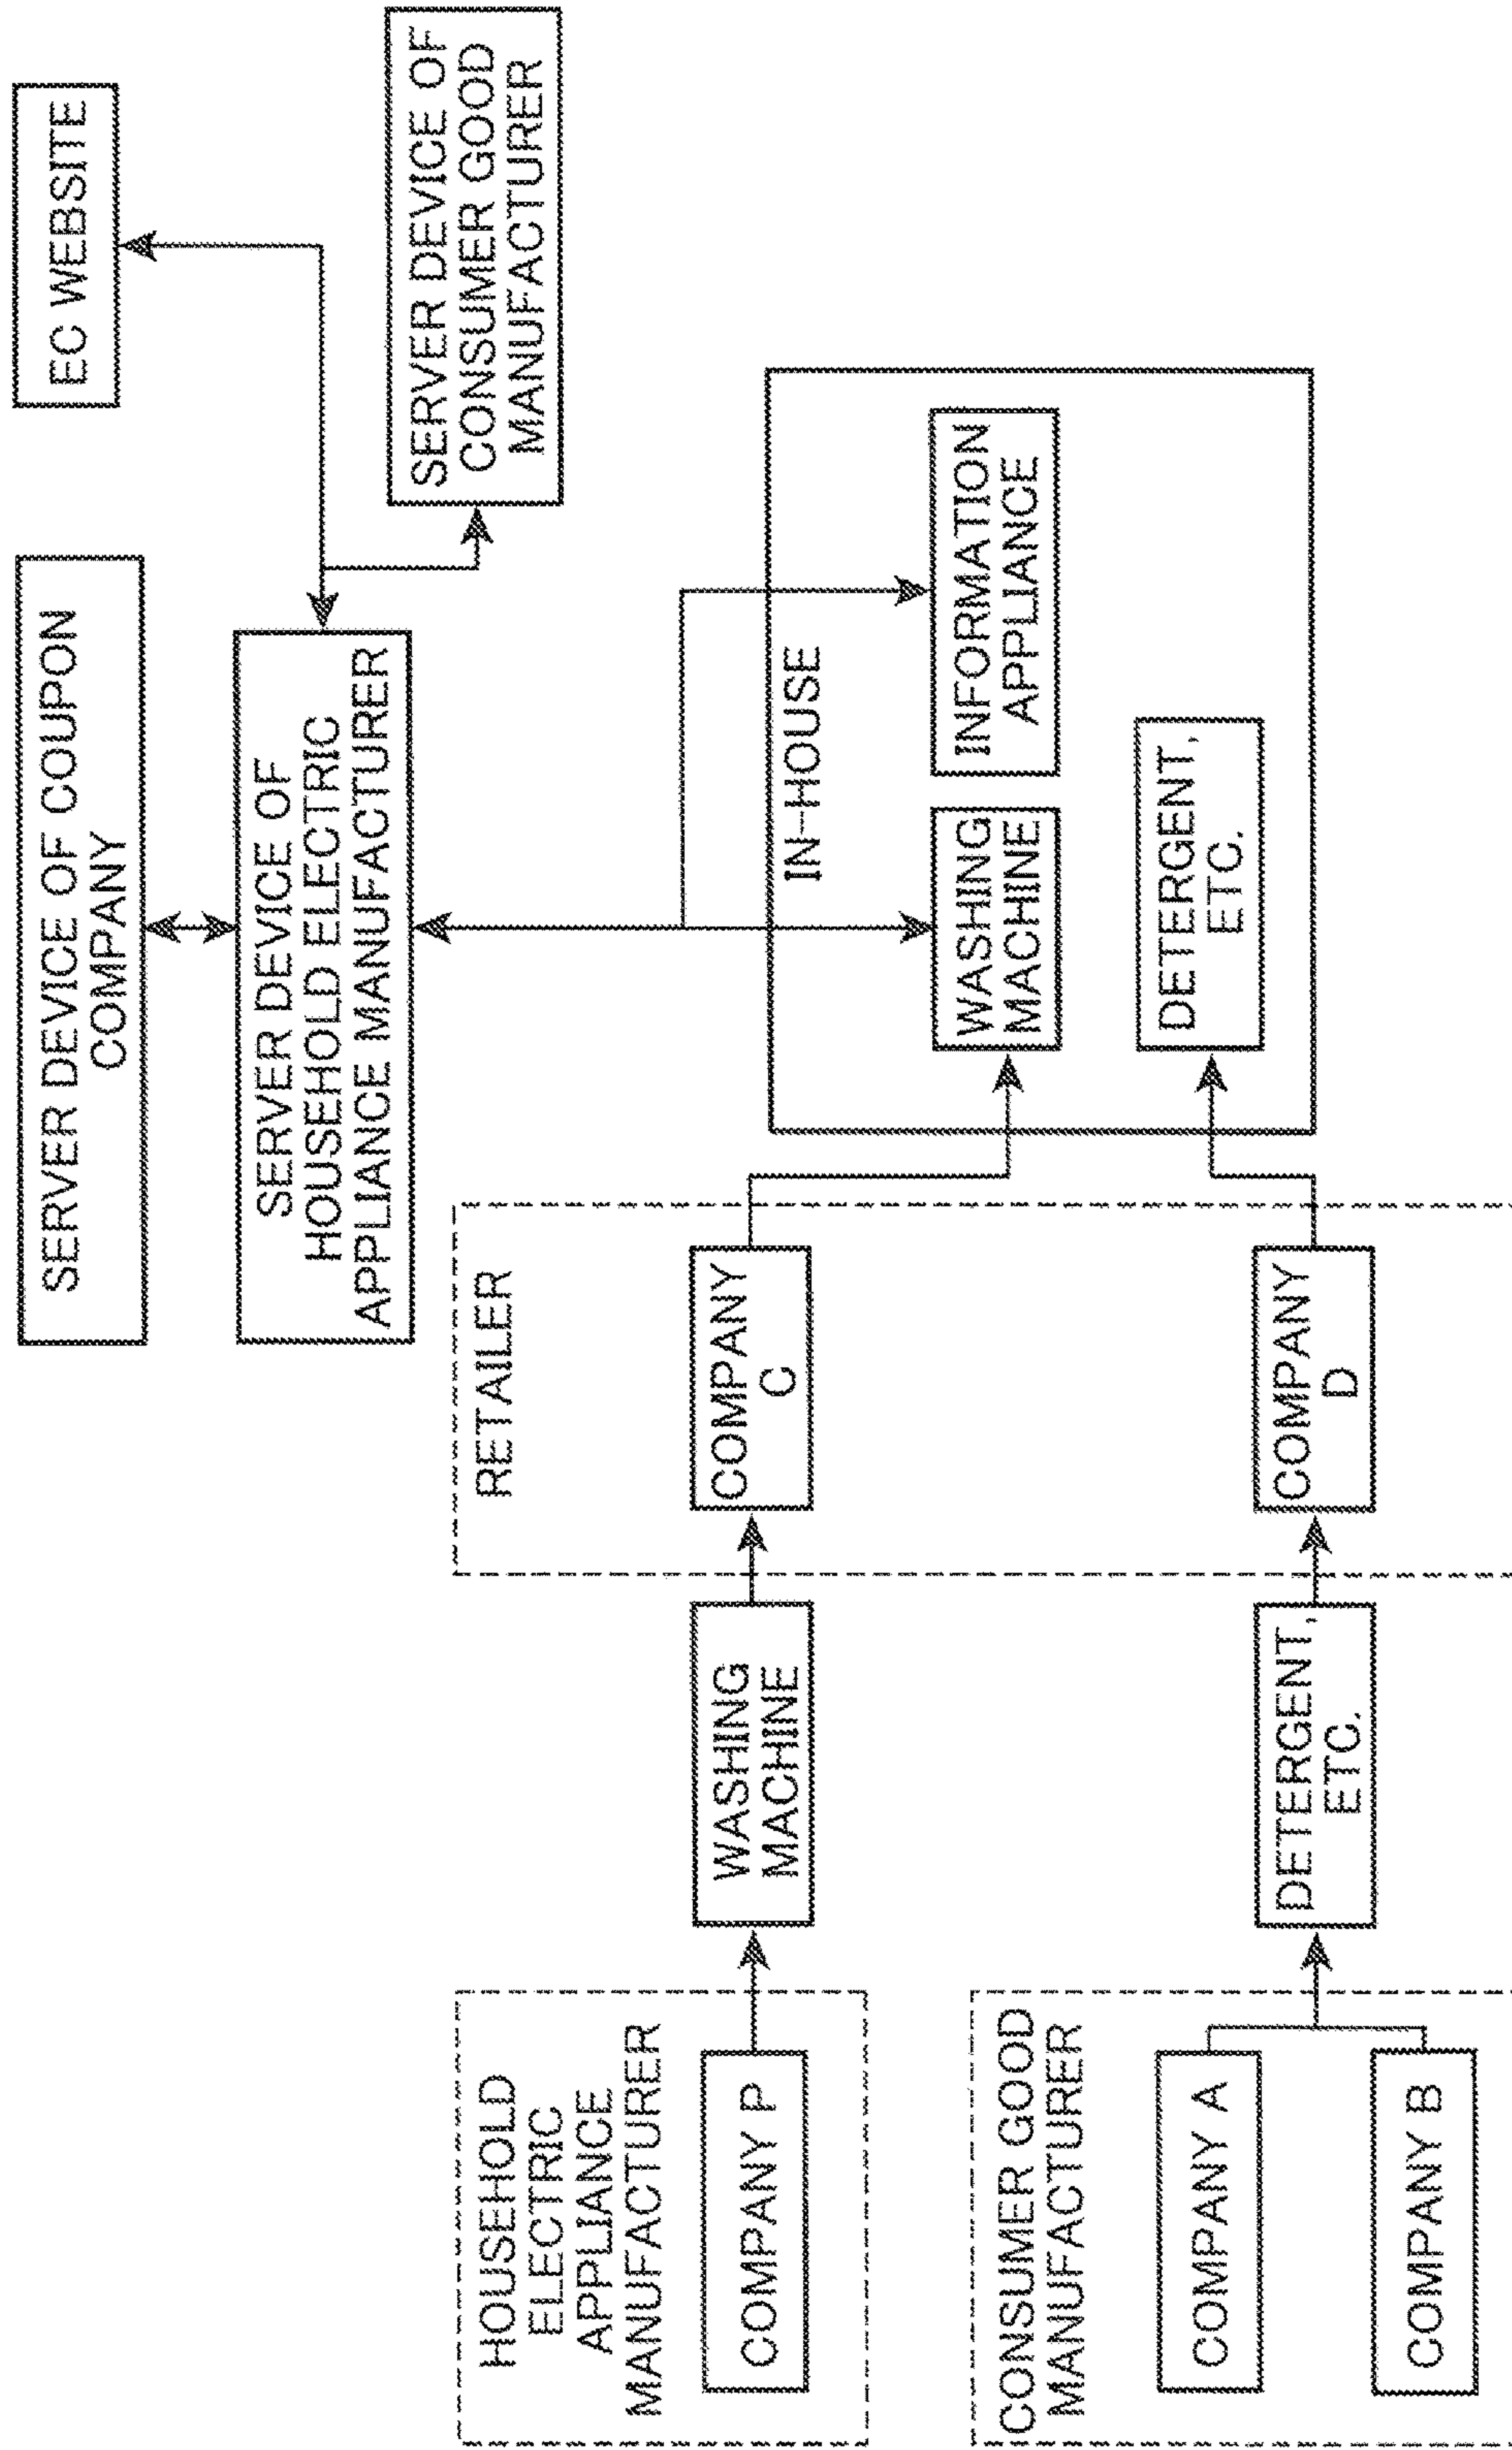 SERVER DEVICE OF COUPON
COMPANY
EC WEBSITE
SERVER DEVICE OF
HOUSEHOLD ELECTRIC
APPLIANCE MANUFACTURER
SERVER DEVICE OF
CONSUMER GOOD
MANUFACTURER
HOUSEHOLD
ELECTRIC
APPLIANCE
MANUFACTURER
COMPANY P
WASHING
MACHINE
RETAILER
COMPANY
C
IN-HOUSE
WASHING
MACHINE
INFORMATION
APPLIANCE
CONSUMER GOOD
MANUFACTURER
COMPANY A
COMPANY B
DETERGENT,
ETC.
COMPANY
D
DETERGENT,
ETC.